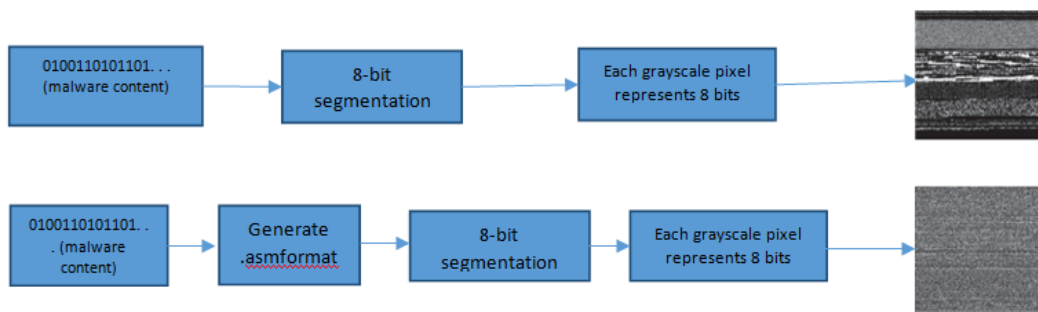 0100110101101. . .
(malware content)
8-bit
segmentation
Each grayscale pixel
represents 8 bits
0100110101101. .
. (malware
content)
Generate
.asmformat
8-bit
segmentation
Each grayscale pixel
represents 8 bits